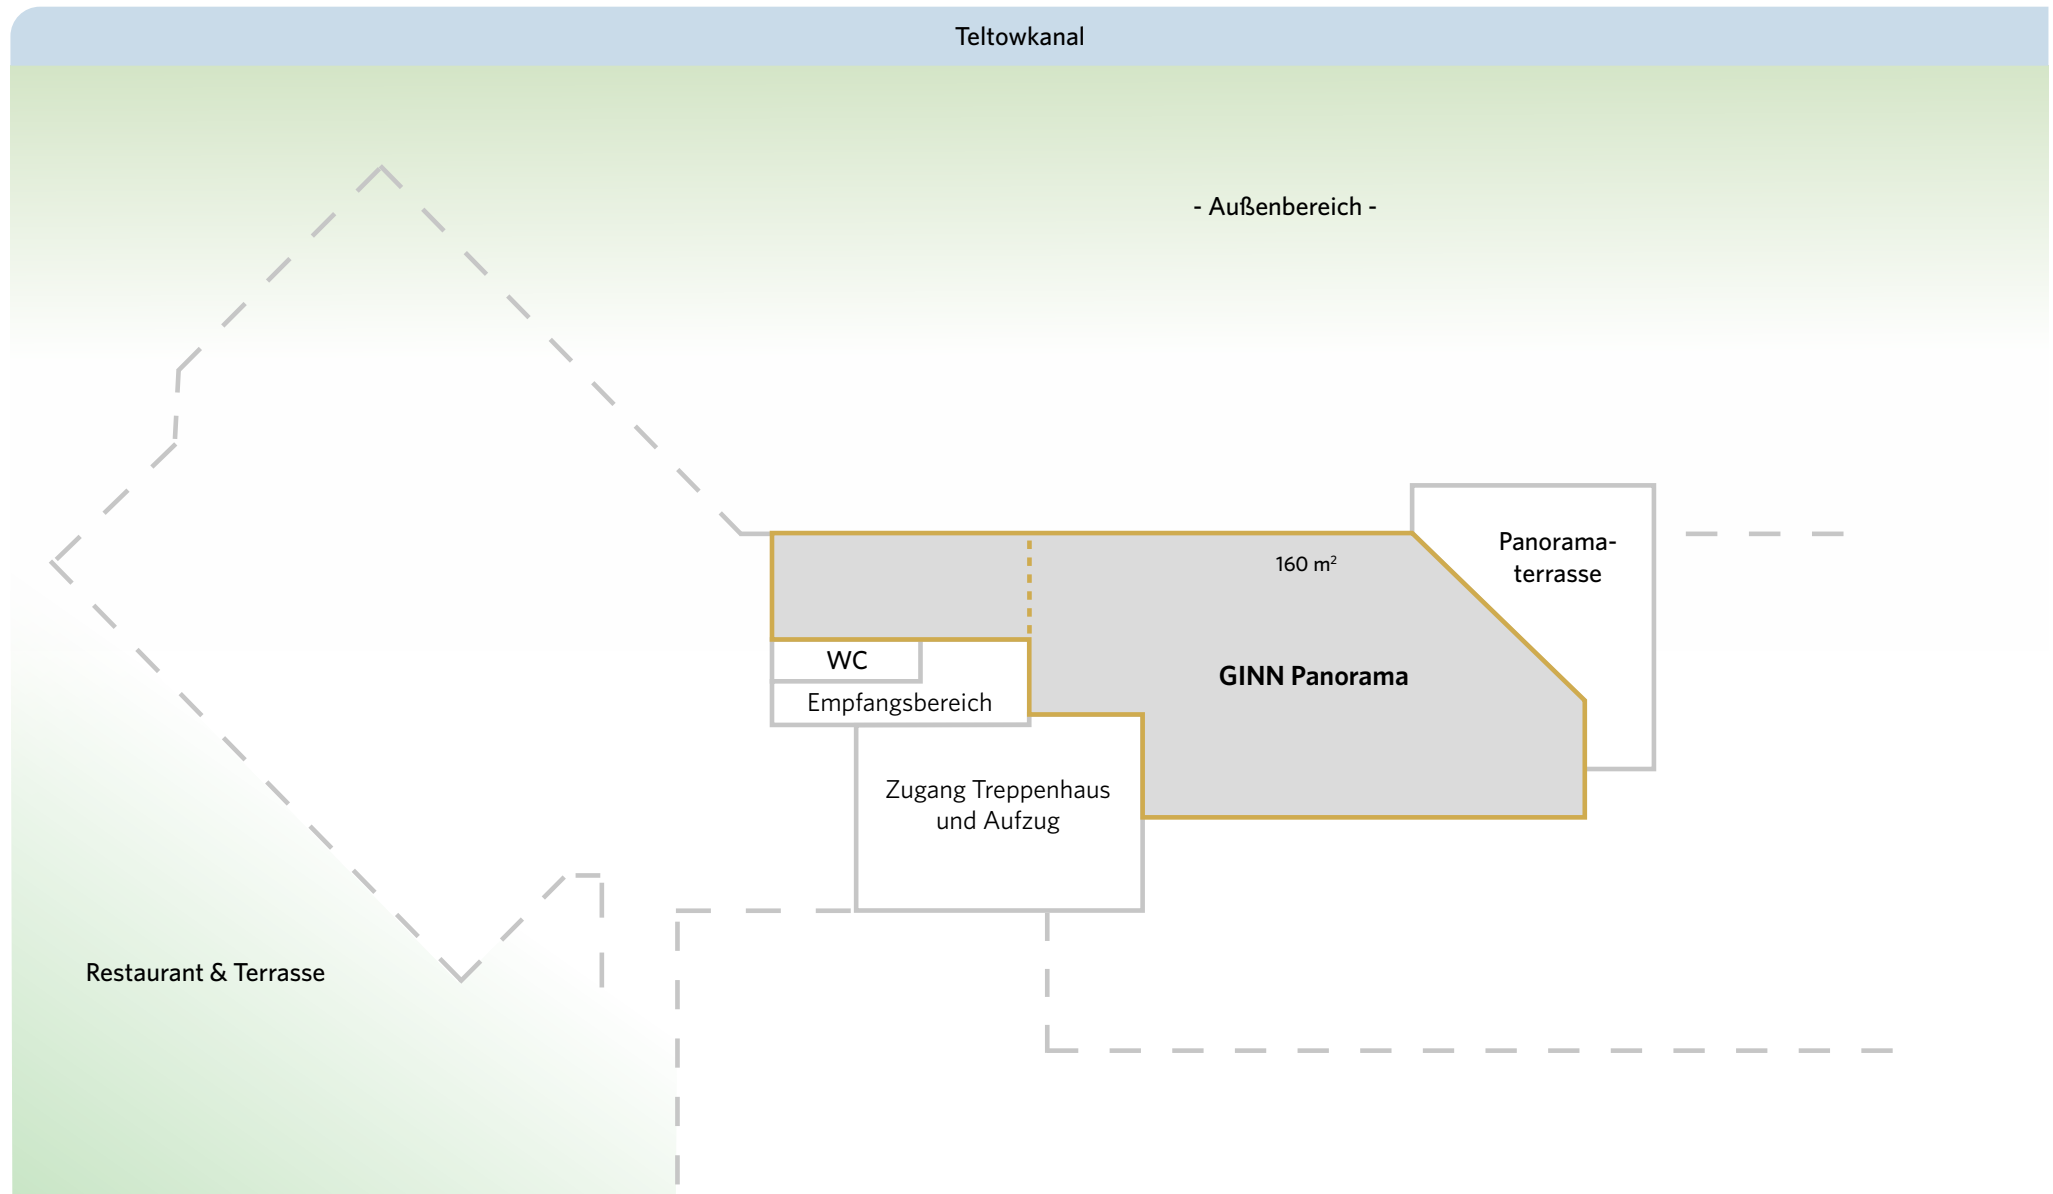 Teltowkanal
- Außenbereich -
Panorama-
terrasse
160 m²
WC
GINN Panorama
Empfangsbereich
Zugang Treppenhaus
und Aufzug
Restaurant & Terrasse